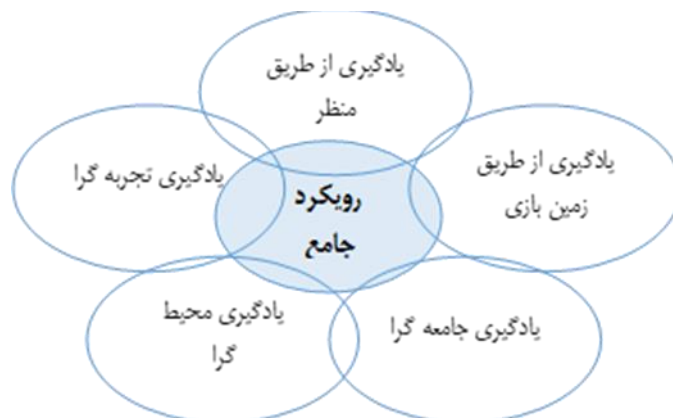 یادگیری از طریق
منظر
یادگیری از طریق
زمین بازی
یادگیری تجربه گرا
رویکرد
جامع
یادگیری جامعه گرا
یادگیری محیط
گرا